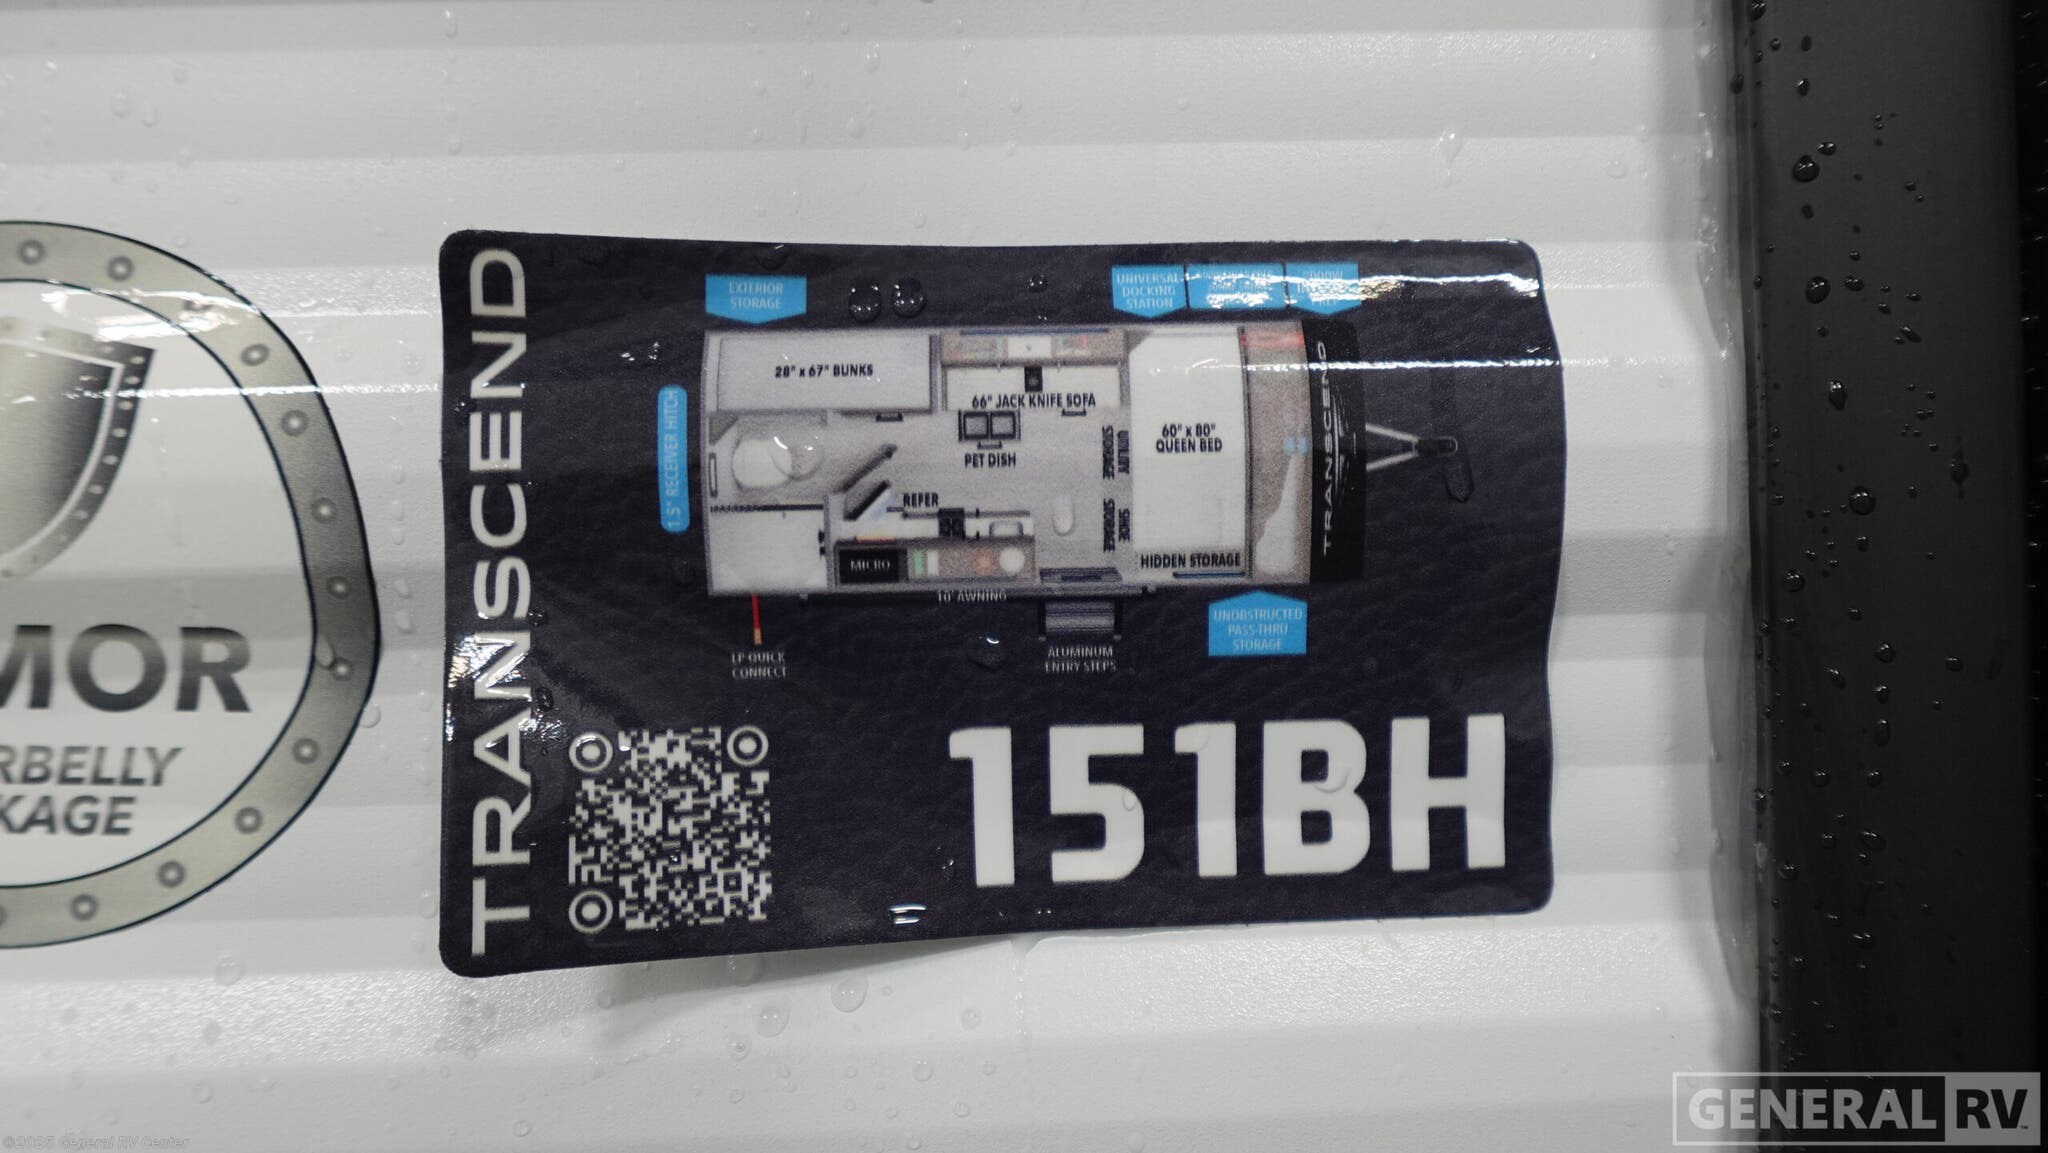 TRANSCEND
EXTERIOR
STORAGE
UNIVERSAL
DOCKING
STATION
28" x 67" BUNKS
66" JACK KNIFE SOFA
1.5" RECEIVER HITCH
PET DISH
UTILITY
STORAGE
SHOE
STORAGE
60" x 80"
QUEEN BED
TRANSCEND
REFER
MICRO
HIDDEN STORAGE
10' AWNING
LP QUICK
CONNECT
ALUMINUM
ENTRY STEPS
UNOBSTRUCTED
PASS-THRU
STORAGE
151BH
MOR
RBELLY
KAGE
GENERAL RV
©2025 General RV Center